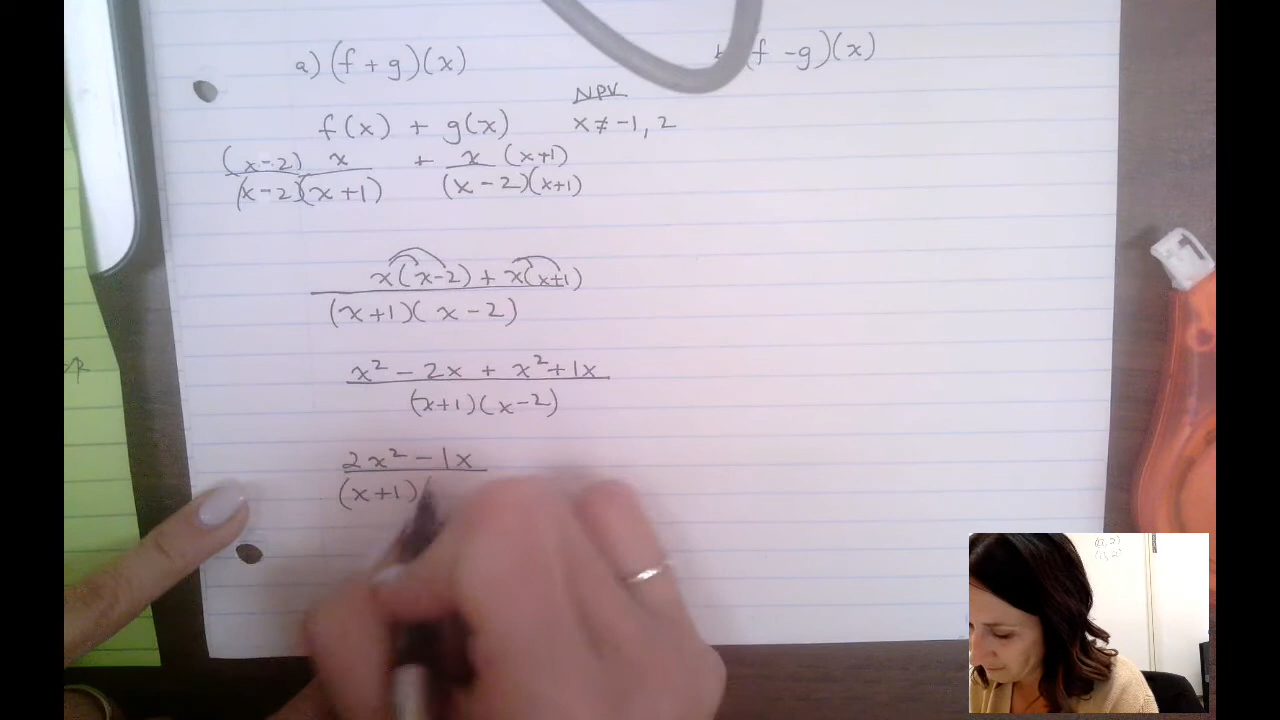 a) (f + g)(x)
(f - g)(x)
NPV
f(x) + g(x)
x ≠ -1, 2
(x-2) x + x (x+1)
(x-2)(x+1) (x-2)(x+1)
x(x-2) + x(x+1)
(x+1)(x-2)
x² - 2x + x² + 1x
(x+1)(x-2)
2x² - 1x
(x+1)(